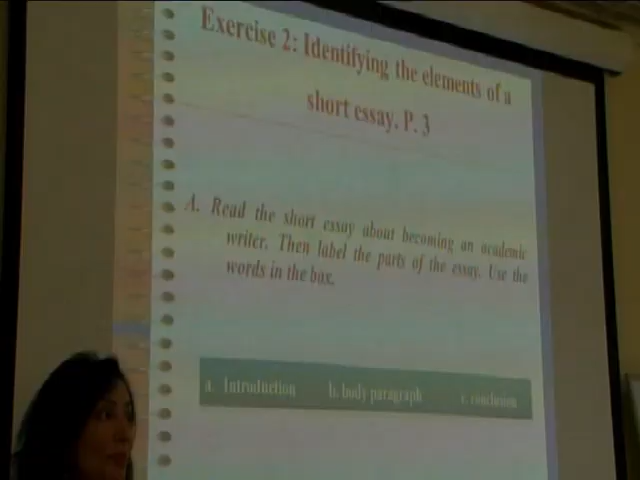 Exercise 2: Identifying the elements of a
short essay. P. 3
A. Read the short essay about becoming an academic
writer. Then label the parts of the essay. Use the
words in the box.
a. Introduction b. body paragraph c. conclusion